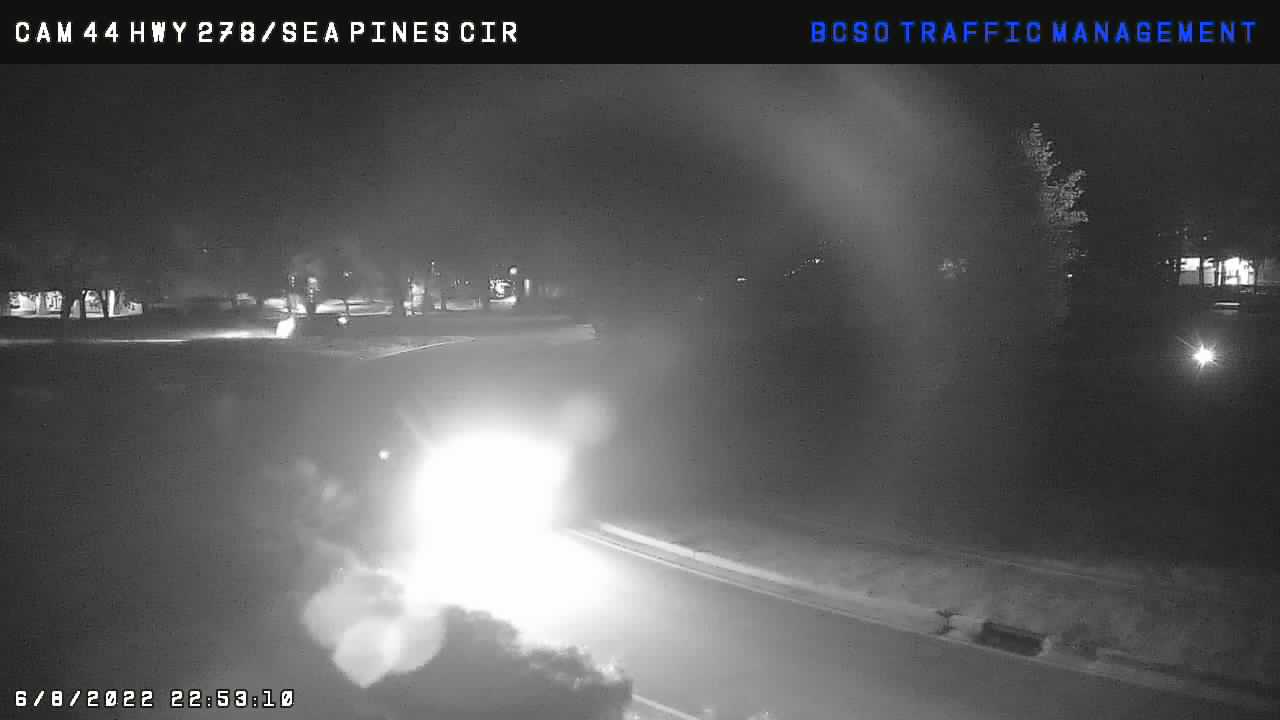 CAM 44 HWY 278/SEA PINES CIR
BCSO TRAFFIC MANAGEMENT
6/8/2022 22:53:10